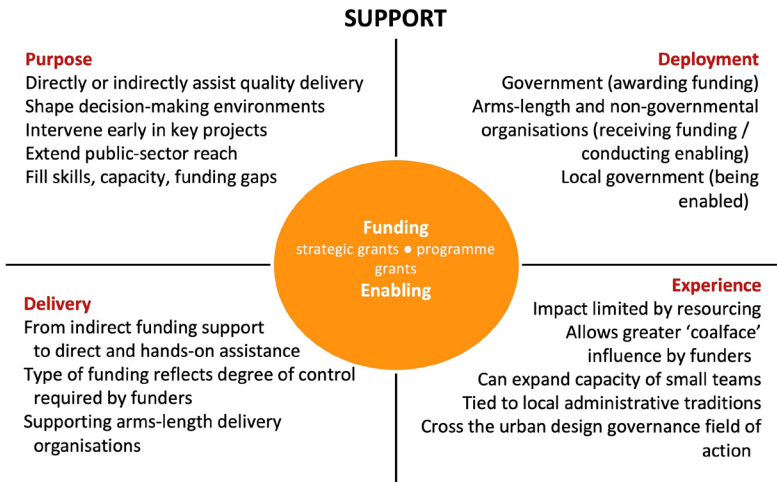 SUPPORT
Purpose
Directly or indirectly assist quality delivery
Shape decision-making environments
Intervene early in key projects
Extend public-sector reach
Fill skills, capacity, funding gaps
Deployment
Government (awarding funding)
Arms-length and non-governmental
organisations (receiving funding /
conducting enabling)
Local government (being
enabled)
Funding
strategic grants ● programme
grants
Enabling
Delivery
From indirect funding support
to direct and hands-on assistance
Type of funding reflects degree of control
required by funders
Supporting arms-length delivery
organisations
Experience
Impact limited by resourcing
Allows greater ‘coalface’
influence by funders
Can expand capacity of small teams
Tied to local administrative traditions
Cross the urban design governance field of
action